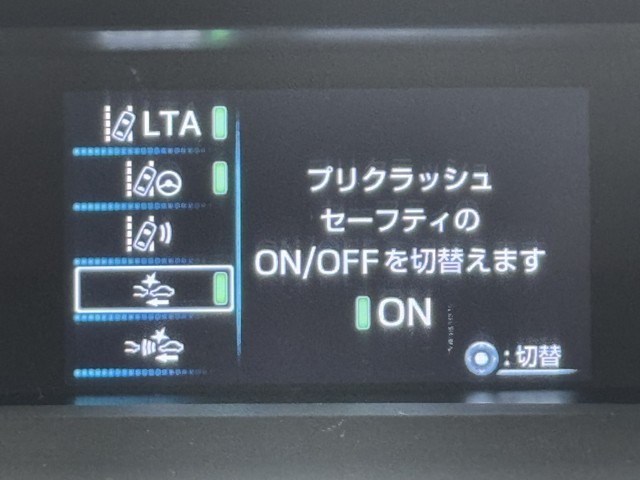 LTA
プリクラッシュ
セーフティの
ON/OFFを切替えます
ON
:切替